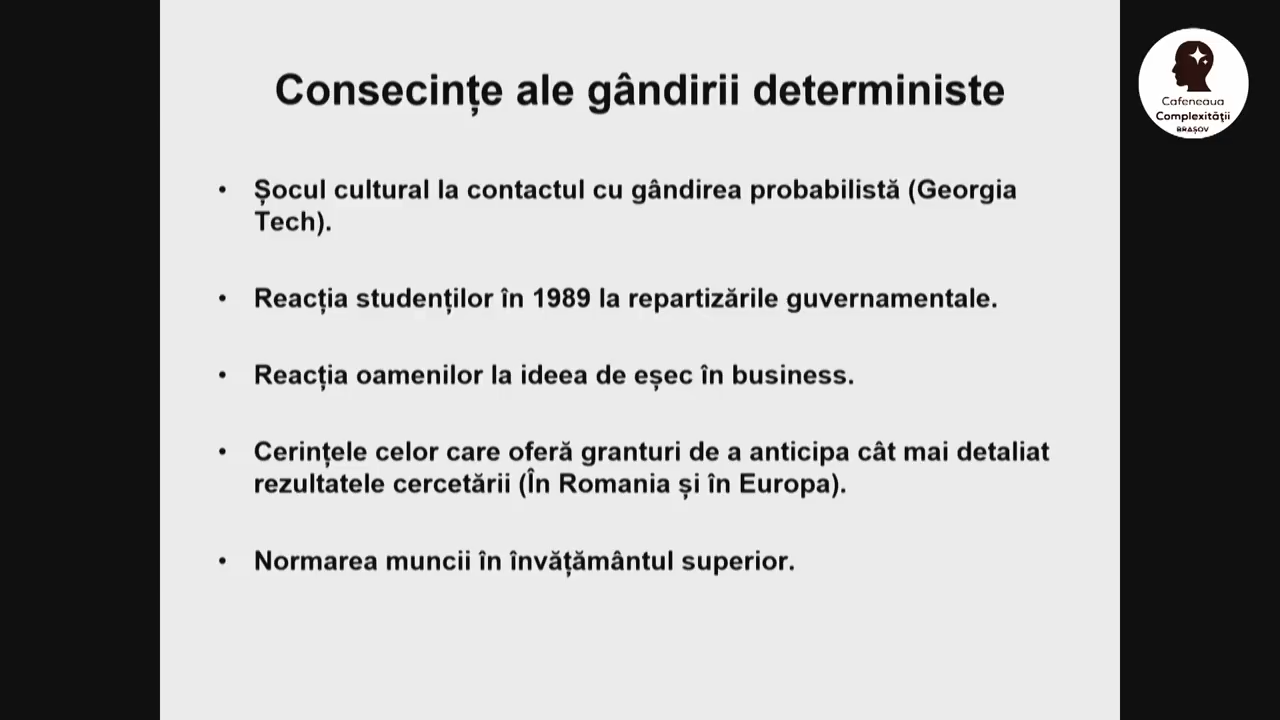 Consecințe ale gândirii deterministe
Cafeneaua
Complexității
BRAȘOV
• Șocul cultural la contactul cu gândirea probabilistă (Georgia
Tech).
• Reacția studenților în 1989 la repartizările guvernamentale.
• Reacția oamenilor la ideea de eșec în business.
• Cerințele celor care oferă granturi de a anticipa cât mai detaliat
rezultatele cercetării (În Romania și în Europa).
• Normarea muncii în învățământul superior.